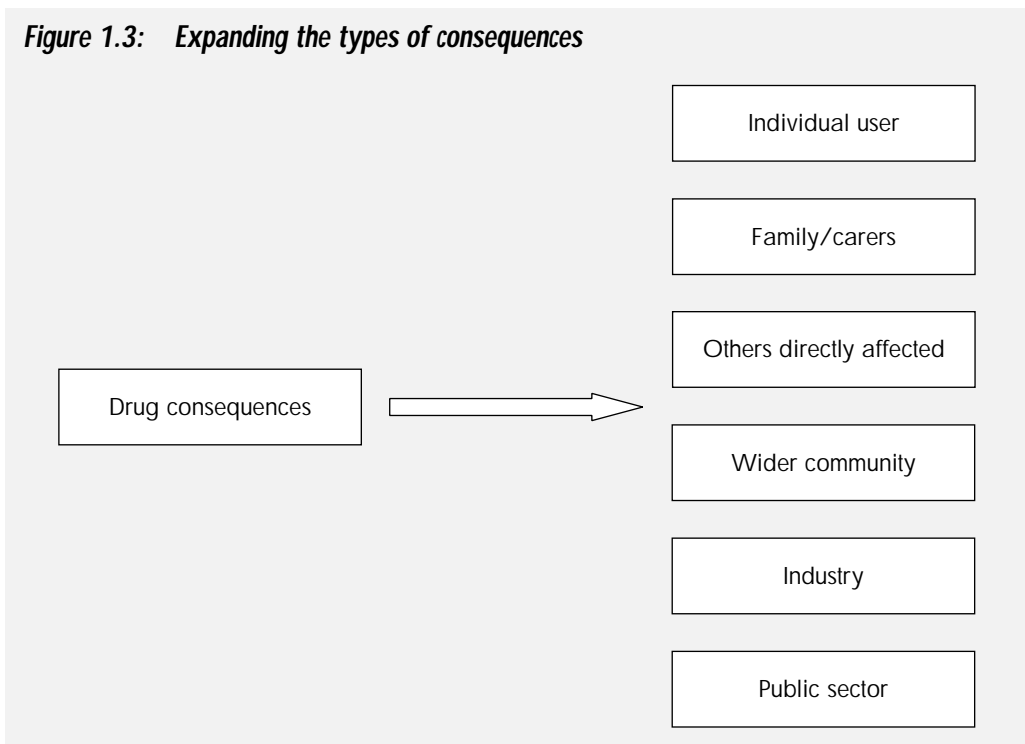 Figure 1.3: Expanding the types of consequences
Individual user
Family/carers
Others directly affected
Drug consequences
Wider community
Industry
Public sector